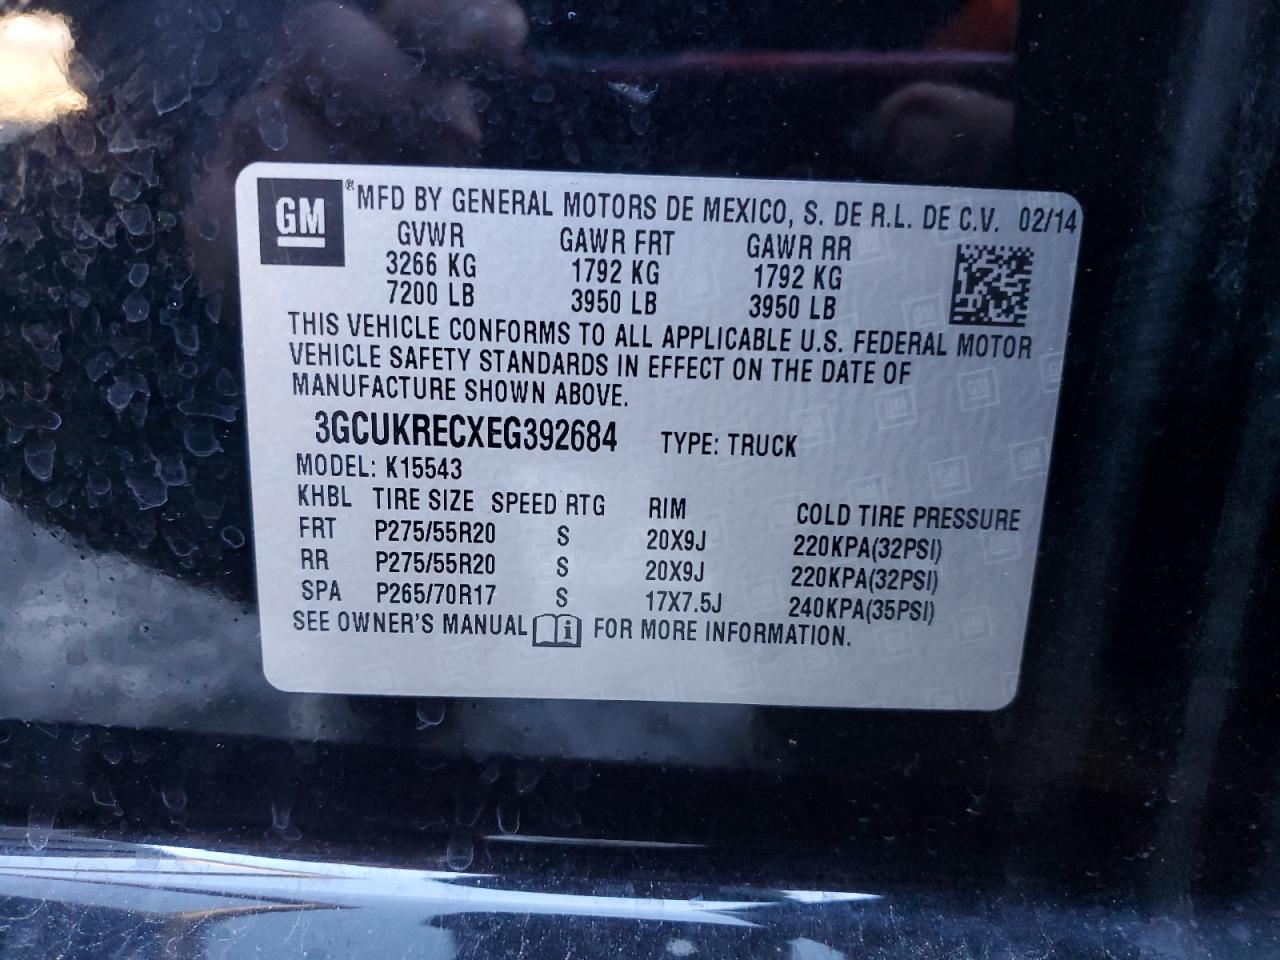 GM ® MFD BY GENERAL MOTORS DE MEXICO, S. DE R.L. DE C.V. 02/14
GVWR GAWR FRT GAWR RR
3266 KG 1792 KG 1792 KG
7200 LB 3950 LB 3950 LB
THIS VEHICLE CONFORMS TO ALL APPLICABLE U.S. FEDERAL MOTOR
VEHICLE SAFETY STANDARDS IN EFFECT ON THE DATE OF
MANUFACTURE SHOWN ABOVE.
3GCUKRECXEG392684 TYPE: TRUCK
MODEL: K15543
KHBL TIRE SIZE SPEED RTG RIM COLD TIRE PRESSURE
FRT P275/55R20 S 20X9J 220KPA(32PSI)
RR P275/55R20 S 20X9J 220KPA(32PSI)
SPA P265/70R17 S 17X7.5J 240KPA(35PSI)
SEE OWNER'S MANUAL i FOR MORE INFORMATION.